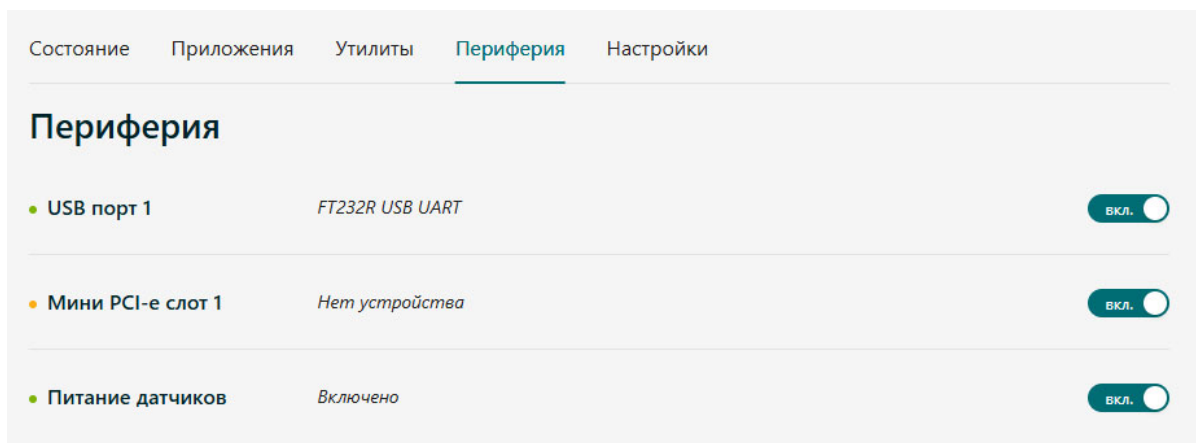 Состояние Приложения Утилиты Периферия Настройки
Периферия
USB порт 1 FT232R USB UART вкл.
Мини PCI-e слот 1 Нет устройства вкл.
Питание датчиков Включено вкл.